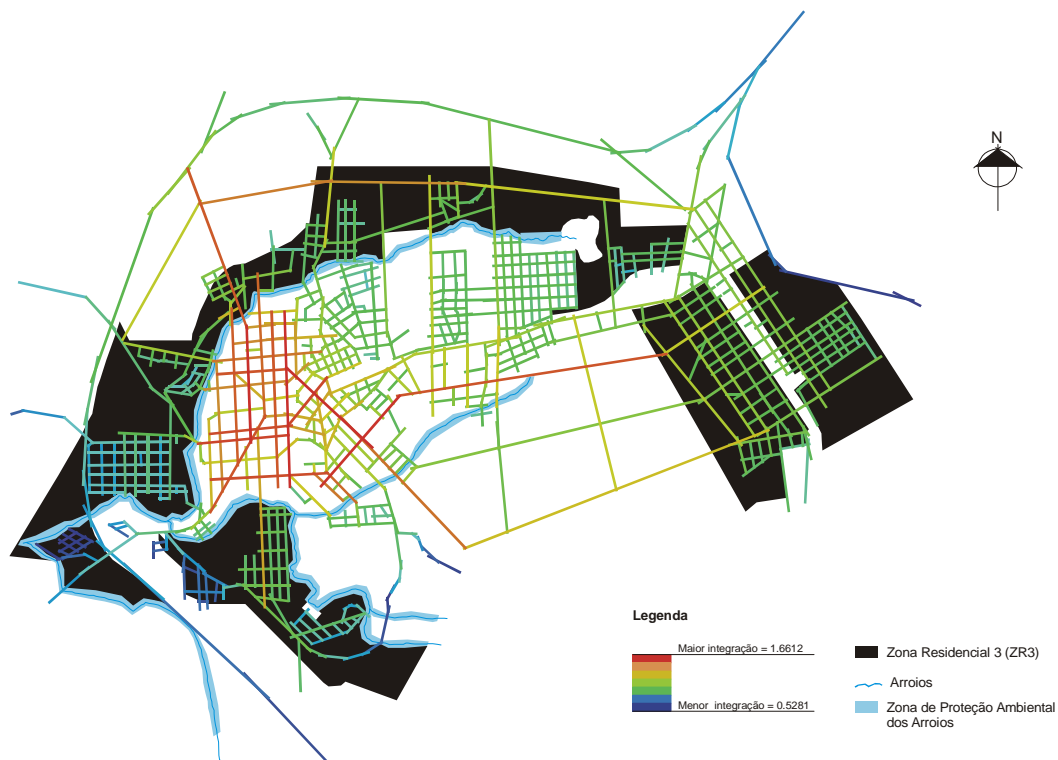 N
Legenda
Maior integração = 1.6612
Menor integração = 0.5281
Zona Residencial 3 (ZR3)
Arroios
Zona de Proteção Ambiental
dos Arroios